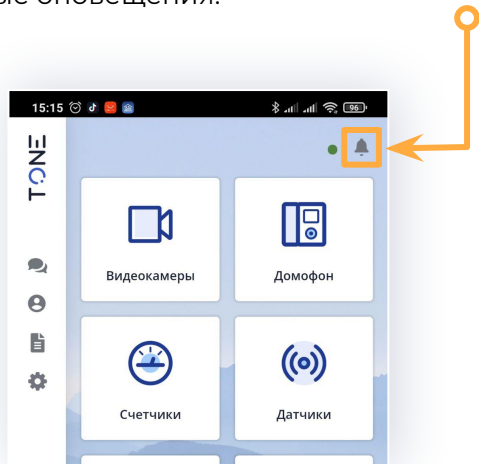 ые оповещения.
15:15
96
TONE
Видеокамеры
Домофон
Счетчики
Датчики